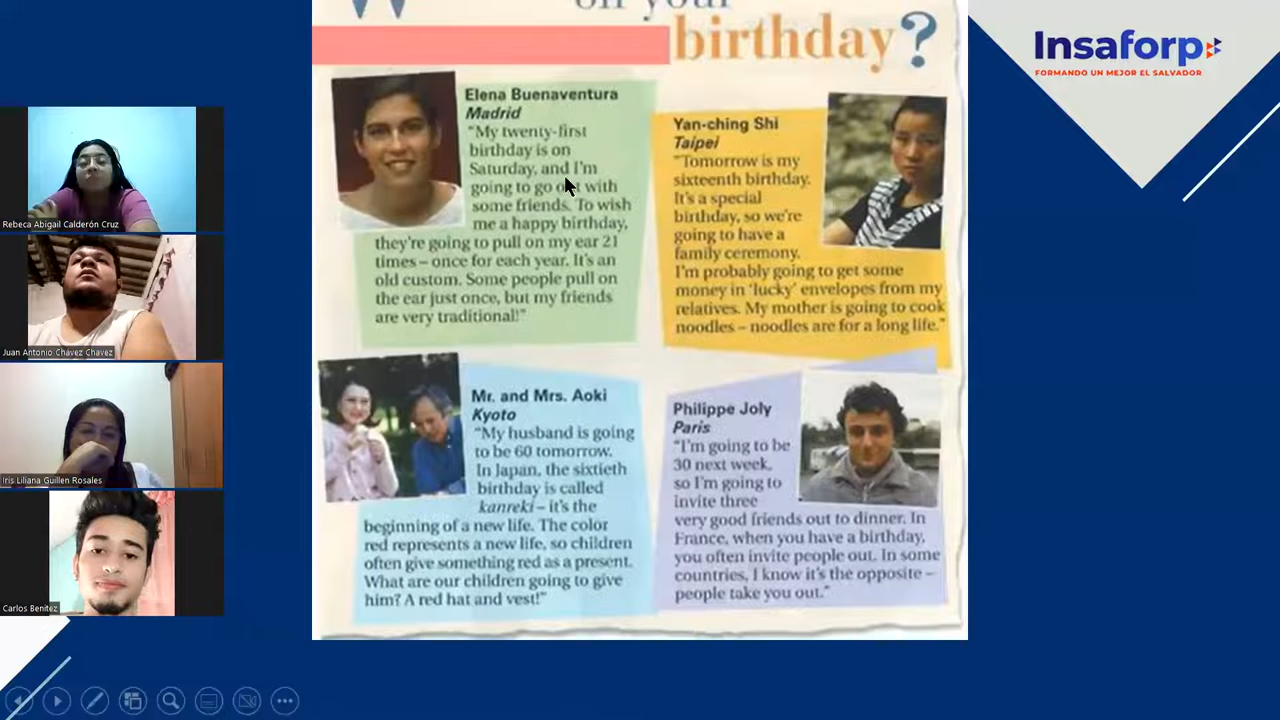 on your
birthday?
Insaforp
FORMANDO UN MEJOR EL SALVADOR
Rebeca Abigail Calderón Cruz
Juan Antonio Chávez Chavez
Iris Liliana Guillen Rosales
Carlos Benitez
Elena Buenaventura
Madrid
"My twenty-first
birthday is on
Saturday, and I'm
going to go out with
some friends. To wish
me a happy birthday,
they're going to pull on my ear 21
times – once for each year. It's an
old custom. Some people pull on
the ear just once, but my friends
are very traditional!"
Yan-ching Shi
Taipei
"Tomorrow is my
sixteenth birthday.
It's a special
birthday, so we're
going to have a
family ceremony.
I'm probably going to get some
money in 'lucky' envelopes from my
relatives. My mother is going to cook
noodles – noodles are for a long life."
Mr. and Mrs. Aoki
Kyoto
"My husband is going
to be 60 tomorrow.
In Japan, the sixtieth
birthday is called
kanreki – it's the
beginning of a new life. The color
red represents a new life, so children
often give something red as a present.
What are our children going to give
him? A red hat and vest!"
Philippe Joly
Paris
"I'm going to be
30 next week,
so I'm going to
invite three
very good friends out to dinner. In
France, when you have a birthday,
you often invite people out. In some
countries, I know it's the opposite –
people take you out."